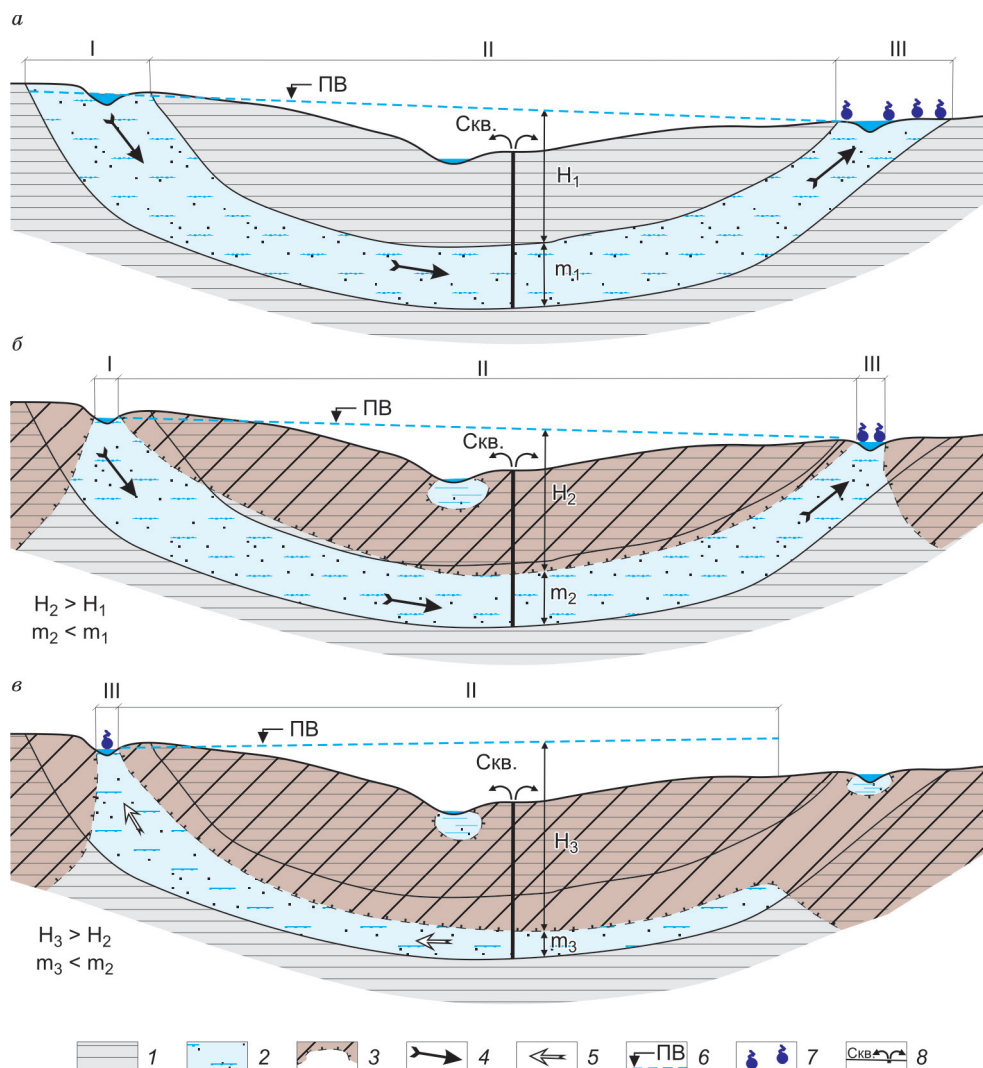 а
I II III
ПВ
Скв.
H₁
m₁
б
I II III
ПВ
Скв.
H₂
m₂
H₂ > H₁
m₂ < m₁
в
III II
ПВ
Скв.
H₃
m₃
H₃ > H₂
m₃ < m₂
1 2 3 4 5 ПВ 6 7 Скв. 8